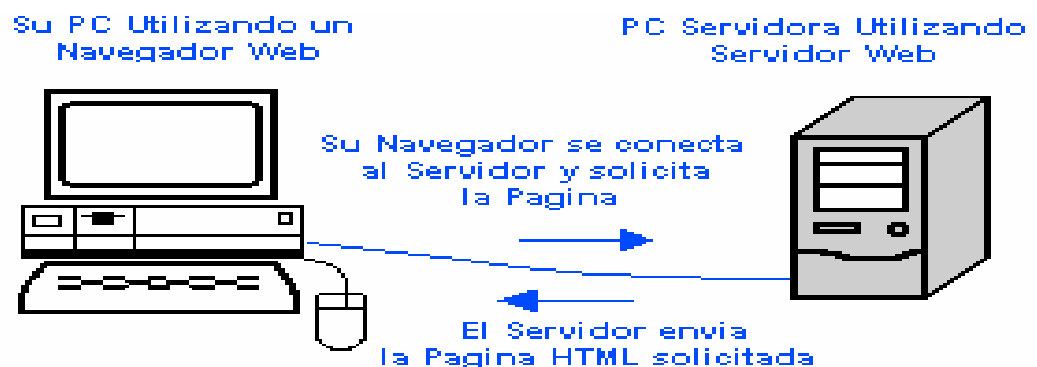 Su PC Utilizando un
Navegador Web
PC Servidora Utilizando
Servidor Web
Su Navegador se conecta
al Servidor y solicita
la Pagina
El Servidor envia
la Pagina HTML solicitada